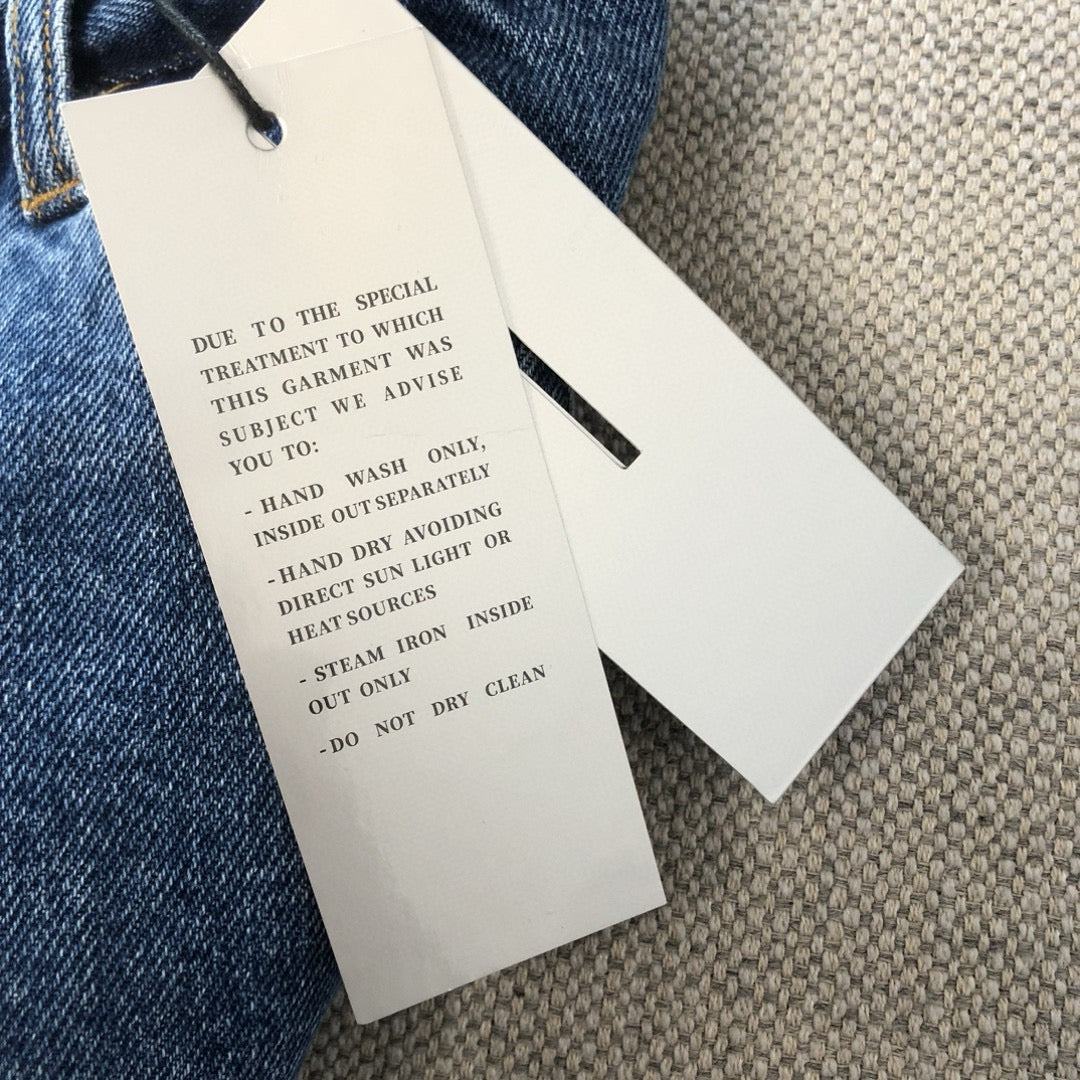 DUE TO THE SPECIAL
TREATMENT TO WHICH
THIS GARMENT WAS
SUBJECT WE ADVISE
YOU TO:
- HAND WASH ONLY,
INSIDE OUT SEPARATELY
- HAND DRY AVOIDING
DIRECT SUN LIGHT OR
HEAT SOURCES
- STEAM IRON INSIDE
OUT ONLY
- DO NOT DRY CLEAN